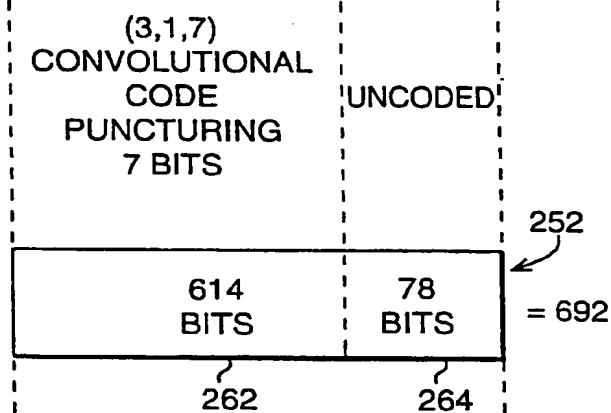 (3,1,7)
CONVOLUTIONAL
CODE
PUNCTURING
7 BITS
UNCODED
252
614
BITS
78
BITS
= 692
262
264